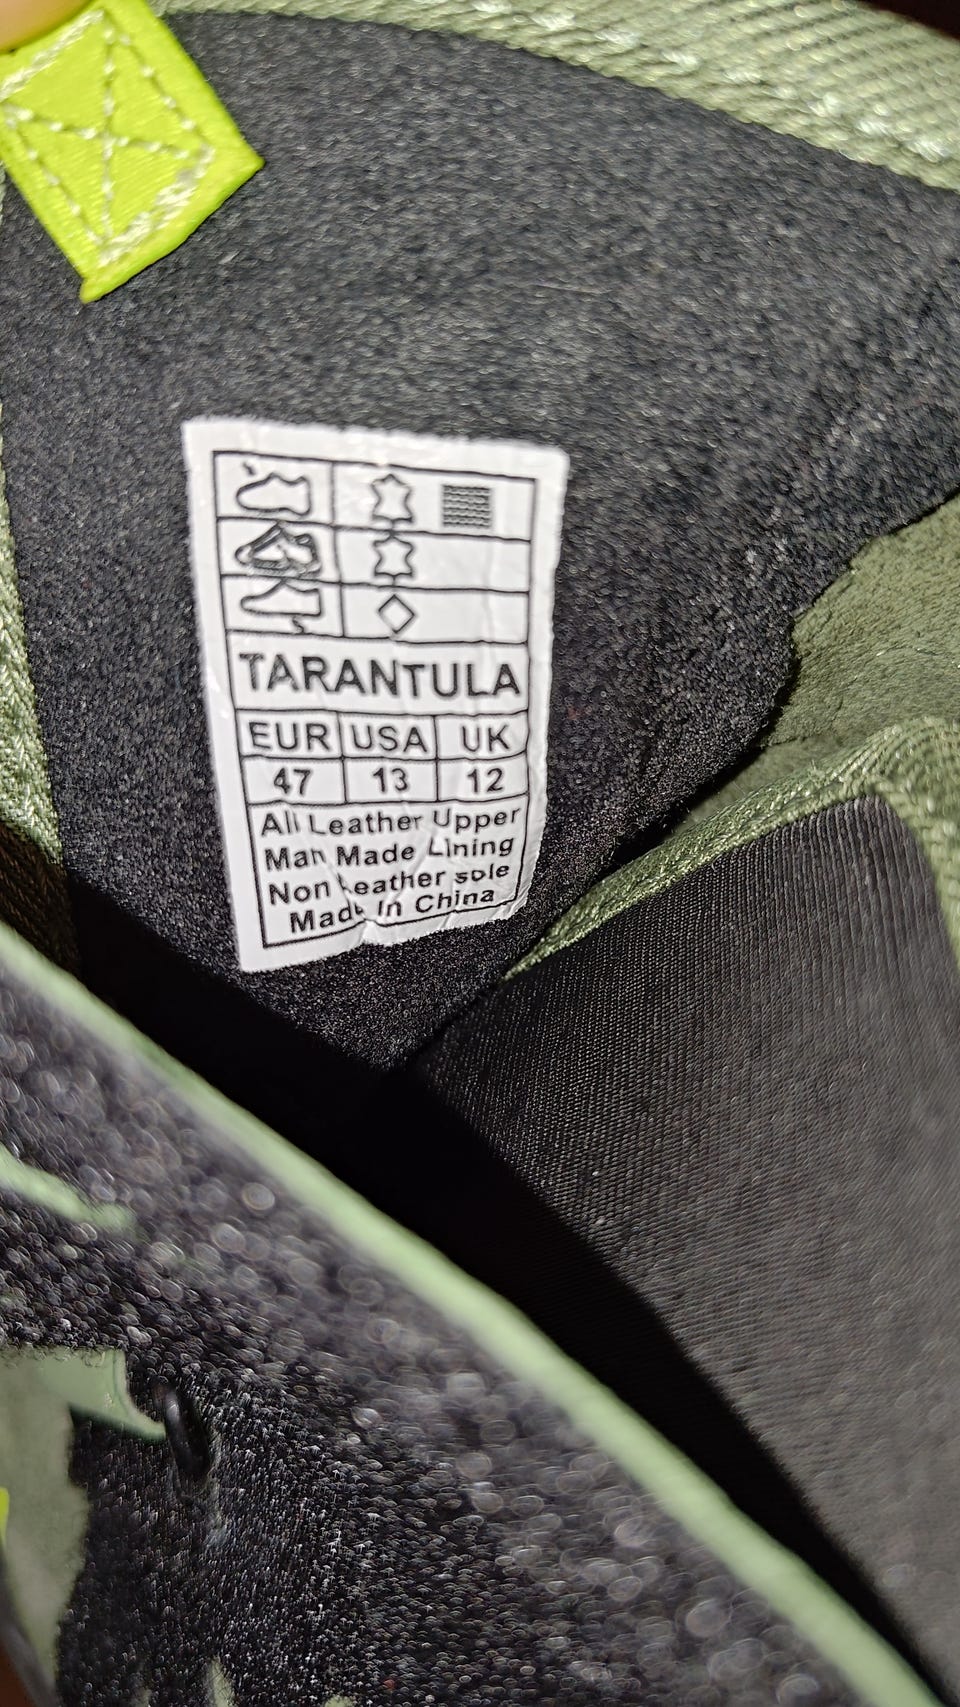 TARANTULA
EUR USA UK
47 13 12
All Leather Upper
Man Made Lining
Non Leather sole
Made In China